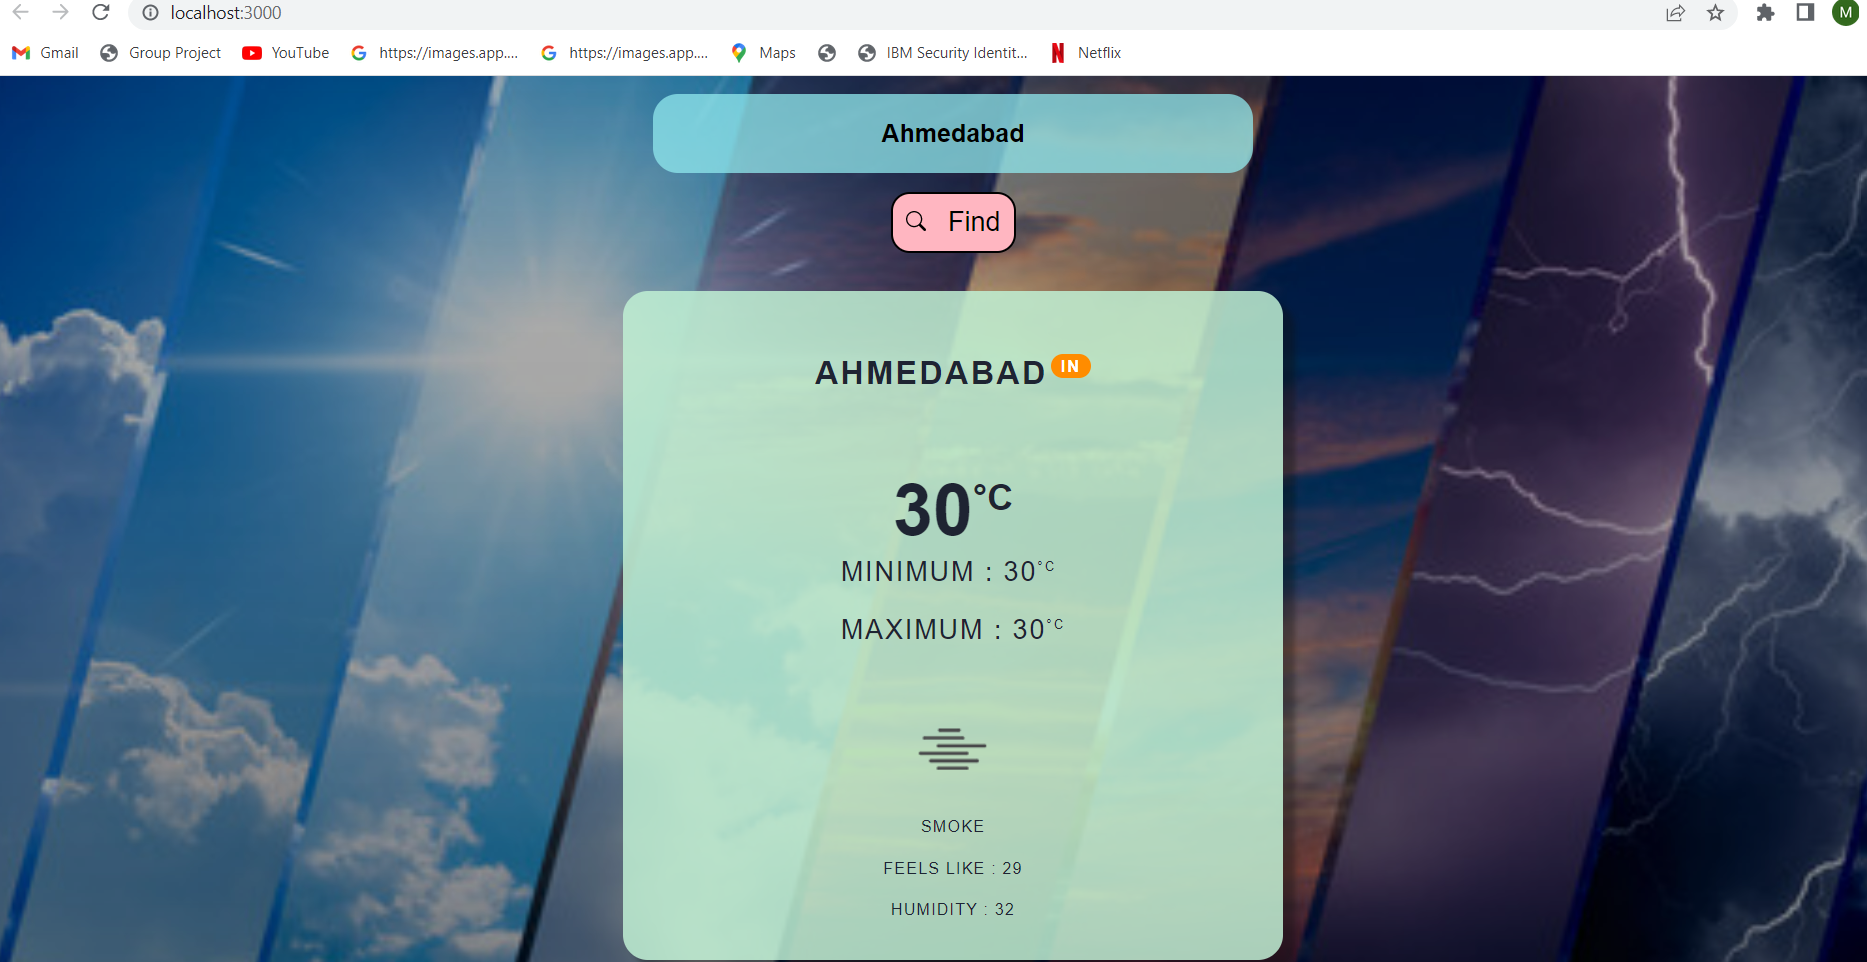 localhost:3000
M
Gmail Group Project YouTube https://images.app.... https://images.app.... Maps IBM Security Identit... Netflix
Ahmedabad
Find
AHMEDABAD IN
30°C
MINIMUM : 30°C
MAXIMUM : 30°C
SMOKE
FEELS LIKE : 29
HUMIDITY : 32